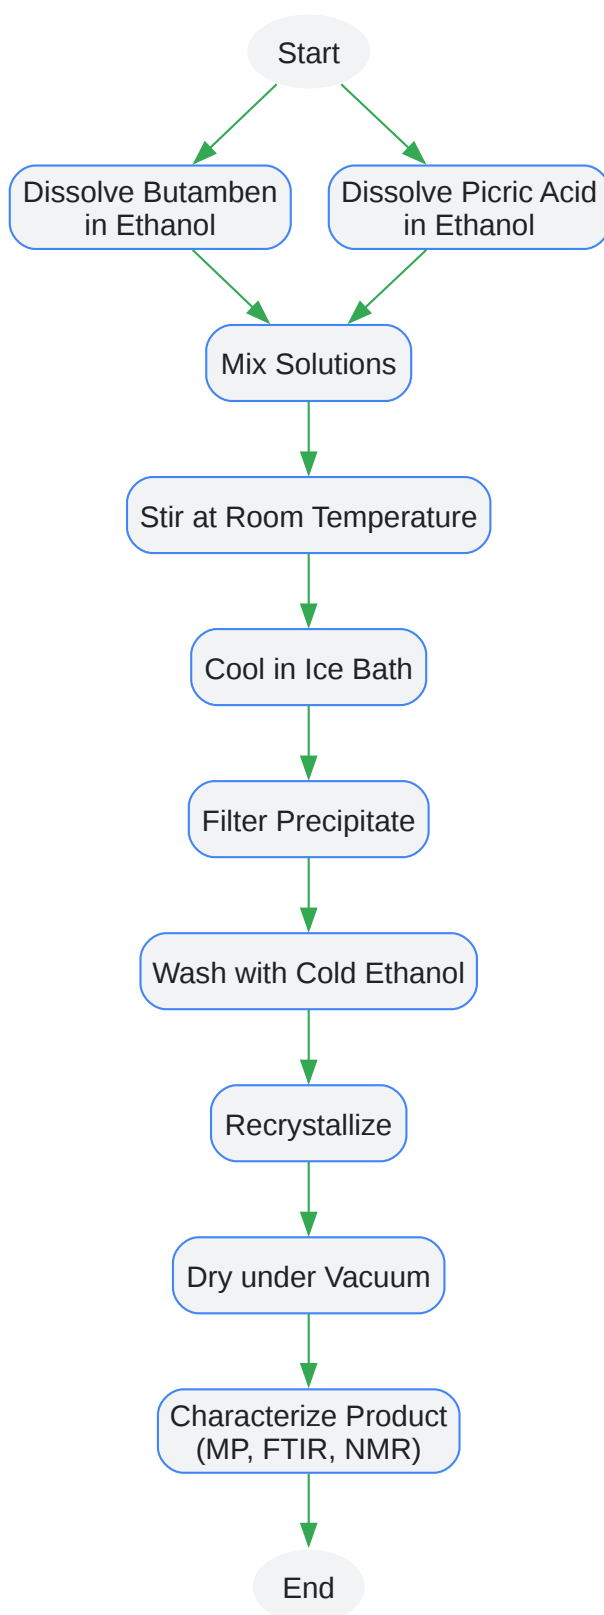 Start
Dissolve Butamben
in Ethanol
Dissolve Picric Acid
in Ethanol
Mix Solutions
Stir at Room Temperature
Cool in Ice Bath
Filter Precipitate
Wash with Cold Ethanol
Recrystallize
Dry under Vacuum
Characterize Product
(MP, FTIR, NMR)
End